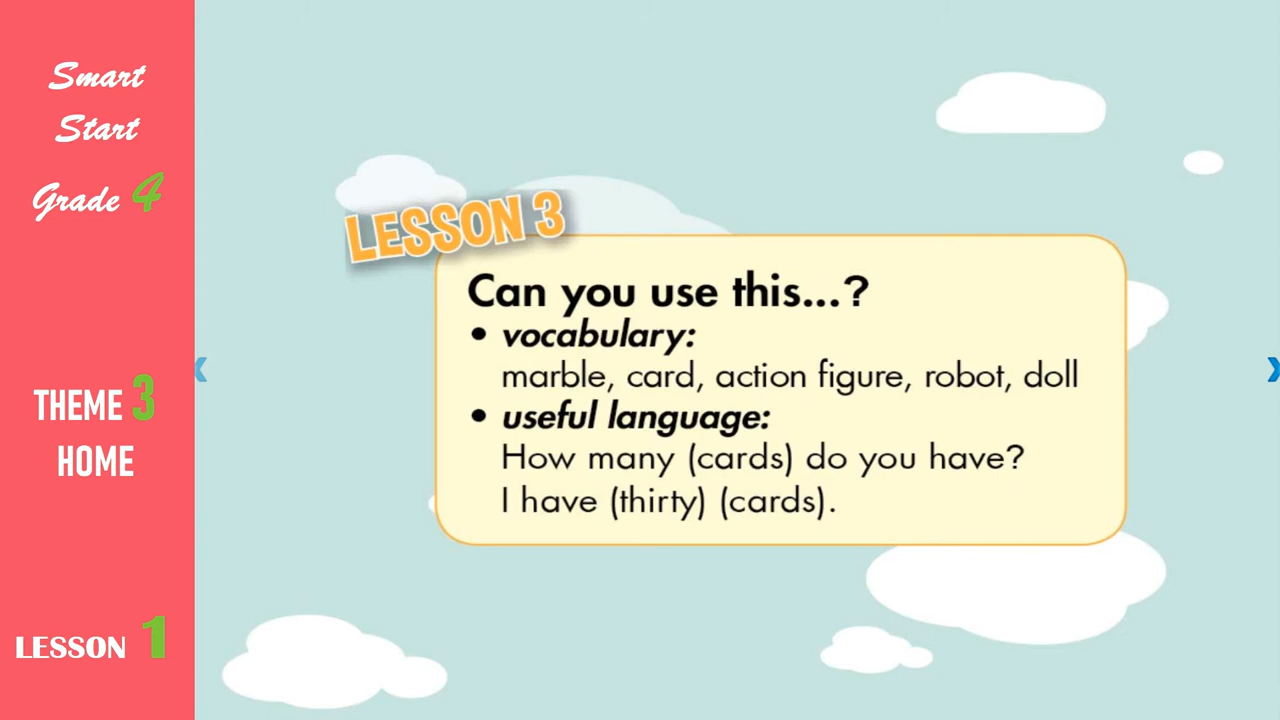 Smart
Start
Grade 4
THEME 3
HOME
LESSON 1
LESSON 3
Can you use this...?
• vocabulary:
marble, card, action figure, robot, doll
• useful language:
How many (cards) do you have?
I have (thirty) (cards).